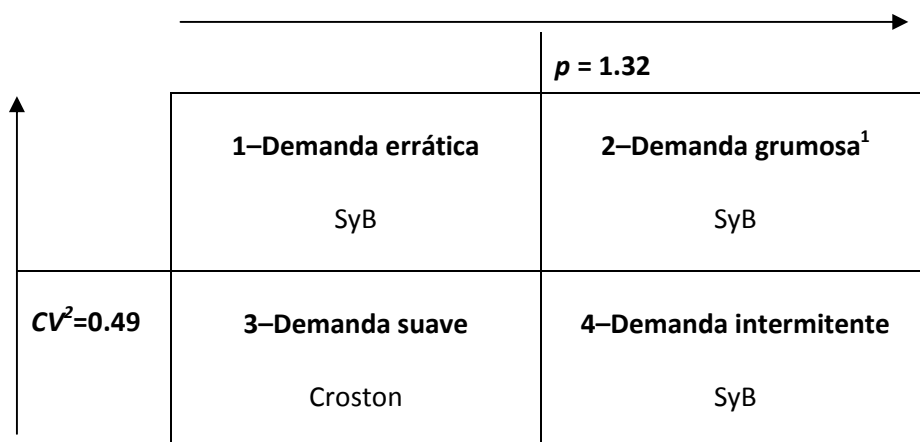 p = 1.32
1–Demanda errática
2–Demanda grumosa¹
SyB
SyB
CV²=0.49
3–Demanda suave
4–Demanda intermitente
Croston
SyB